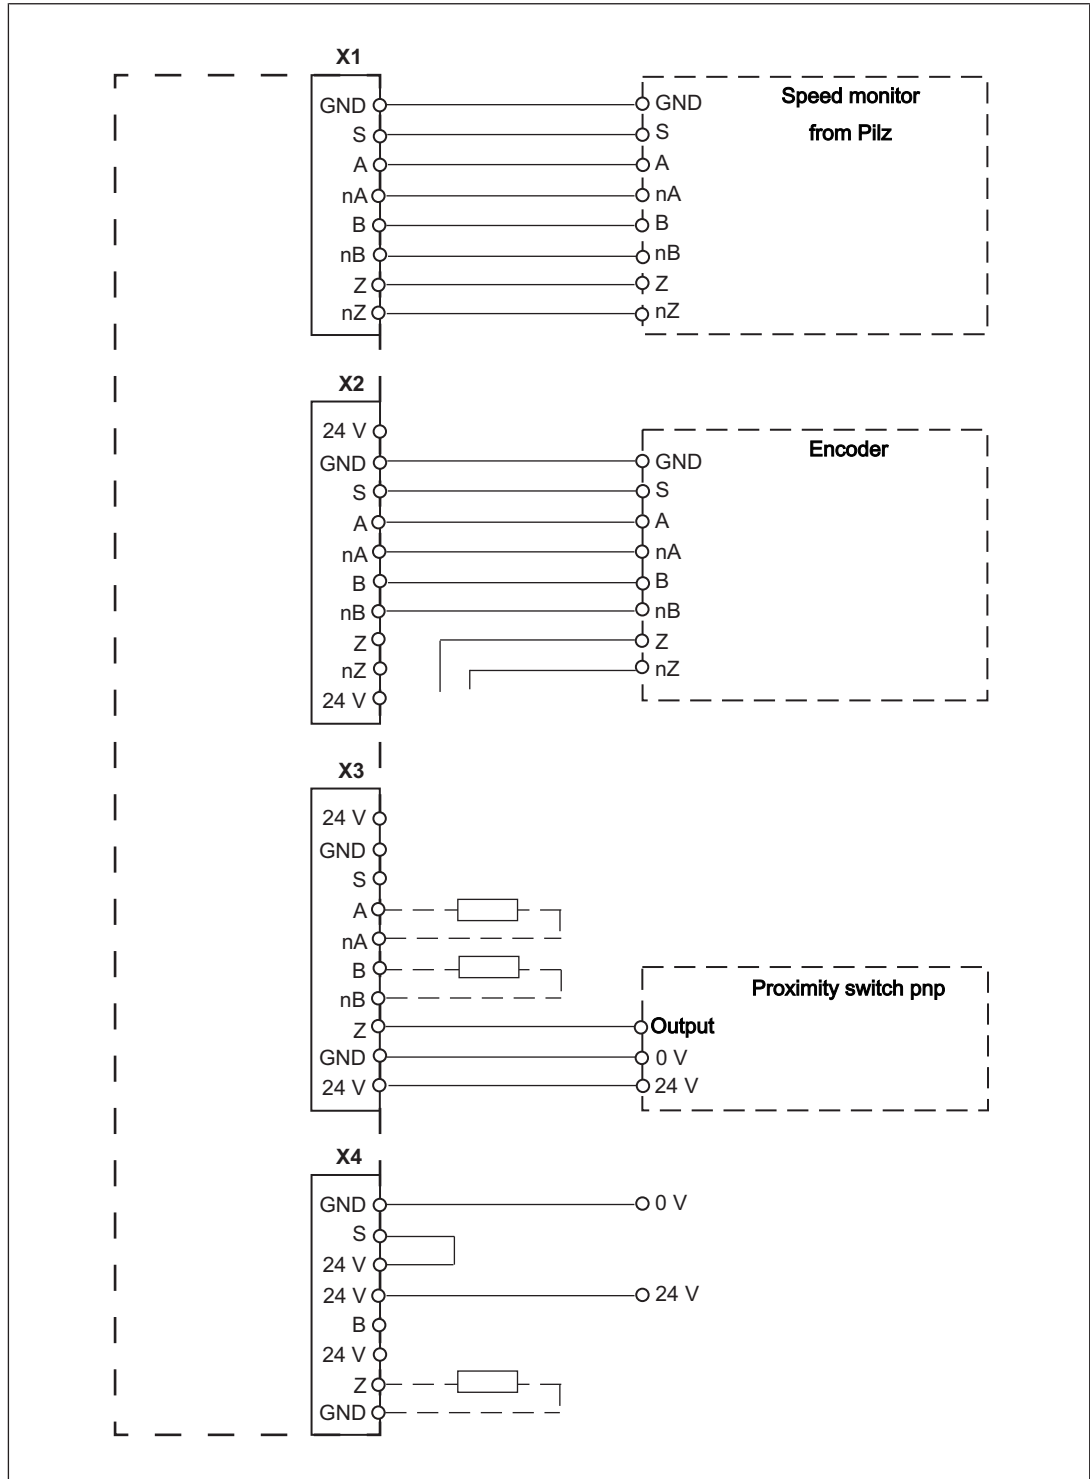 X1
GND GND Speed monitor
S S from Pilz
A A
nA nA
B B
nB nB
Z Z
nZ nZ
X2
24 V
GND GND Encoder
S S
A A
nA nA
B B
nB nB
Z Z
nZ nZ
24 V
X3
24 V
GND
S
A
nA
B
nB Proximity switch pnp
Z Output
GND 0 V
24 V 24 V
X4
GND 0 V
S
24 V
24 V 24 V
B
24 V
Z
GND